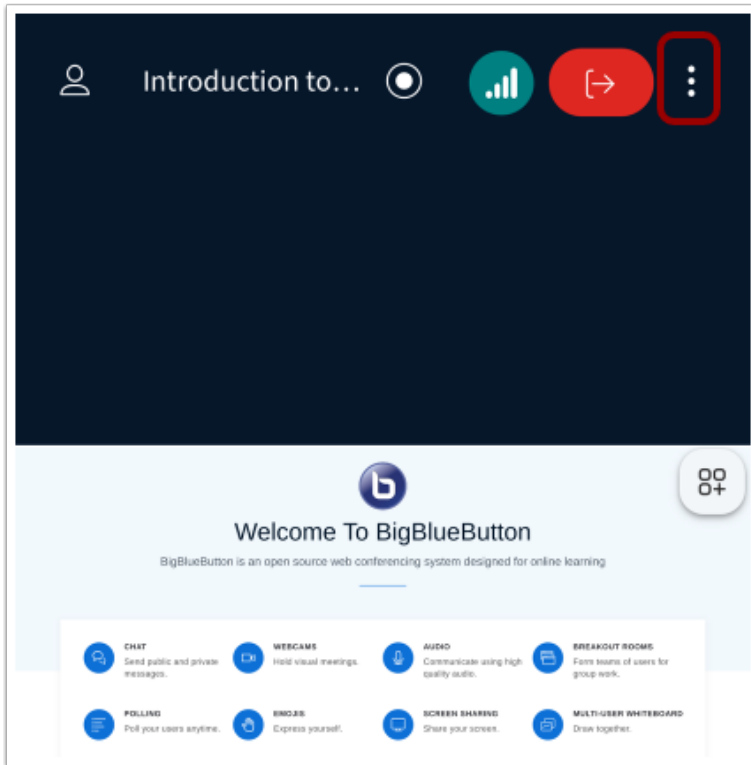 Introduction to...
Welcome To BigBlueButton
BigBlueButton is an open source web conferencing system designed for online learning
CHAT
Send public and private
messages.
WEBCAMS
Hold visual meetings.
AUDIO
Communicate using high
quality audio.
BREAKOUT ROOMS
Form teams of users for
group work.
POLLING
Poll your users anytime.
EMOJIS
Express yourself.
SCREEN SHARING
Share your screen.
MULTI-USER WHITEBOARD
Draw together.